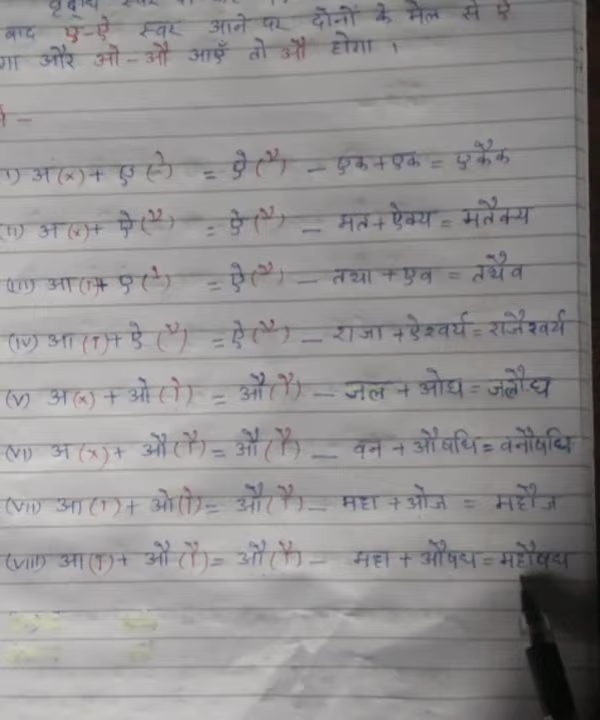 बाद ए-ऐ स्वर आने पर दोनों के मेल से ऐ
और ओ-औ आएँ तो औ होगा ।
i) अ(x) + ए(े) = ऐ(ै) - एक+एक = एकैक
(ii) अ(x) + ऐ(ै) = ऐ(ै) - मत+ऐक्य = मतैक्य
(iii) आ(ा)+ ए(े) = ऐ(ै) - तथा + एव = तथैव
(iv) आ(ा)+ ऐ (ै) = ऐ(ै) - राजा + ऐश्वर्य = राजैश्वर्य
(v) अ(x) + ओ(ो) = औ(ौ) - जल + ओघ = जलौघ
(vi) अ(x) + औ(ौ) = औ(ौ) - वन + औषधि = वनौषधि
(vii) आ(ा) + ओ(ो) = औ(ौ) - महा + ओज = महौज
(viii) आ(ा) + औ(ौ) = औ(ौ) - महा + औषध = महौषध